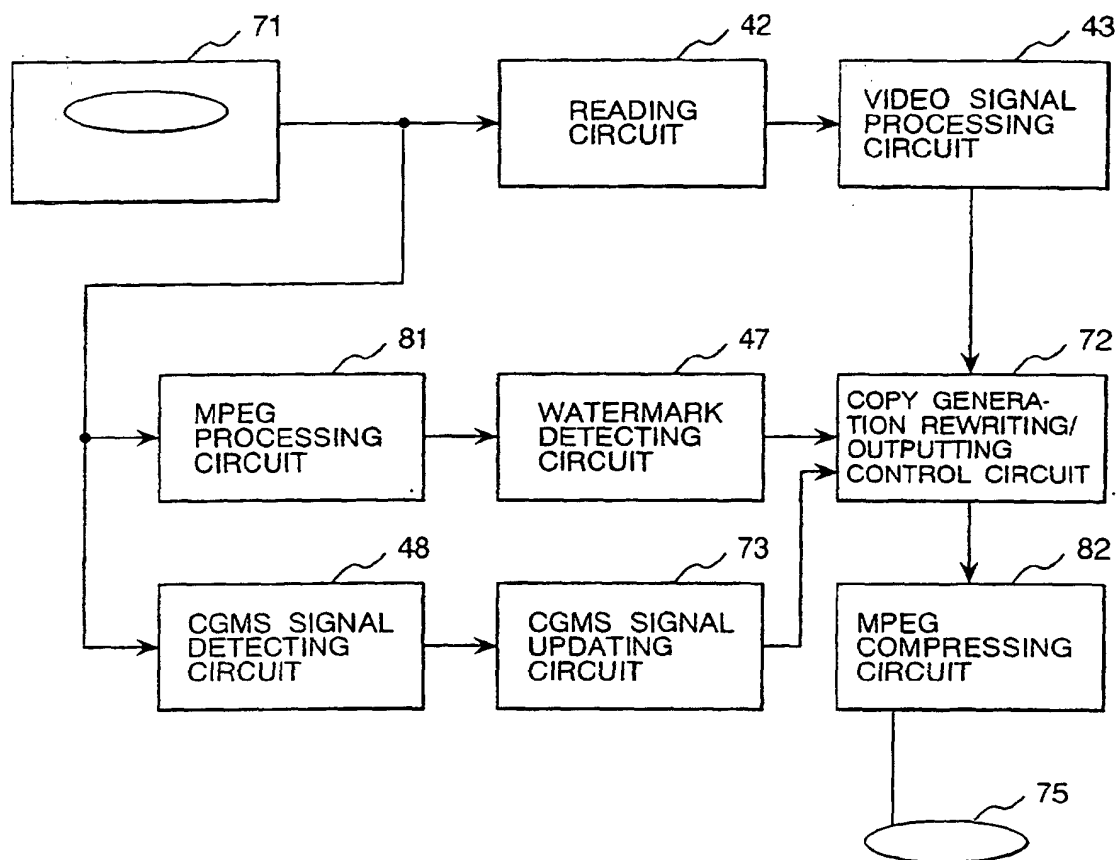 71
42
43
READING
CIRCUIT
VIDEO SIGNAL
PROCESSING
CIRCUIT
81
47
72
MPEG
PROCESSING
CIRCUIT
WATERMARK
DETECTING
CIRCUIT
COPY GENERA-
TION REWRITING/
OUTPUTTING
CONTROL CIRCUIT
48
73
82
CGMS SIGNAL
DETECTING
CIRCUIT
CGMS SIGNAL
UPDATING
CIRCUIT
MPEG
COMPRESSING
CIRCUIT
75